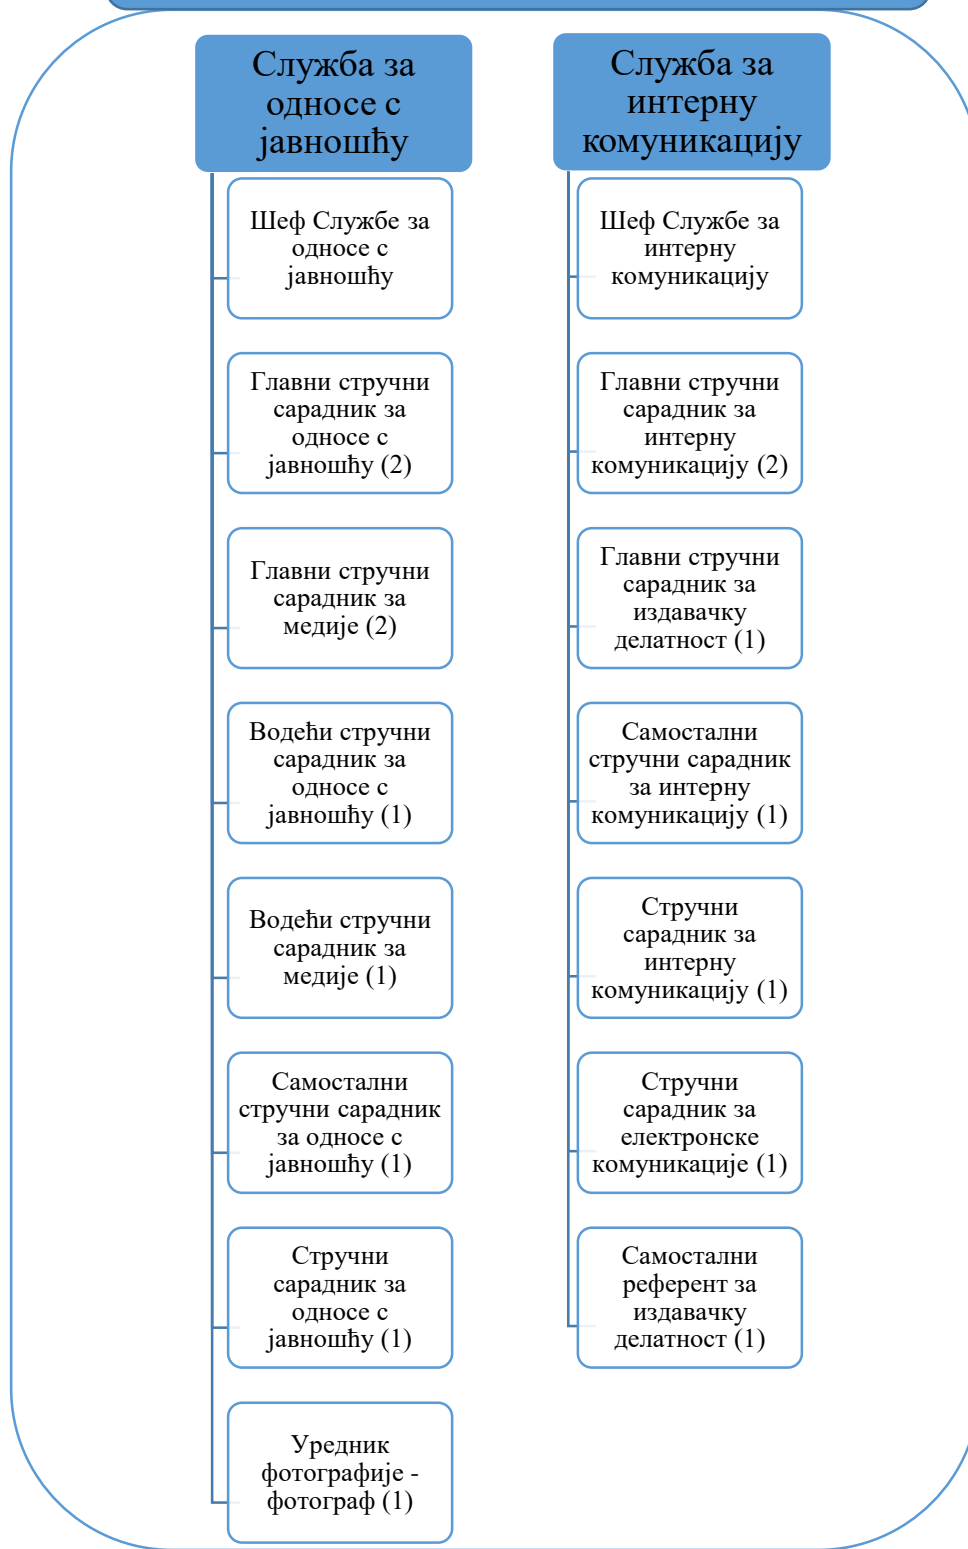 Служба за
односе с
јавношћу
Шеф Службе за
односе с
јавношћу
Главни стручни
сарадник за
односе с
јавношћу (2)
Главни стручни
сарадник за
медије (2)
Водећи стручни
сарадник за
односе с
јавношћу (1)
Водећи стручни
сарадник за
медије (1)
Самостални
стручни сарадник
за односе с
јавношћу (1)
Стручни
сарадник за
односе с
јавношћу (1)
Уредник
фотографије -
фотограф (1)
Служба за
интерну
комуникацију
Шеф Службе за
интерну
комуникацију
Главни стручни
сарадник за
интерну
комуникацију (2)
Главни стручни
сарадник за
издавачку
делатност (1)
Самостални
стручни сарадник
за интерну
комуникацију (1)
Стручни
сарадник за
интерну
комуникацију (1)
Стручни
сарадник за
електронске
комуникације (1)
Самостални
референт за
издавачку
делатност (1)